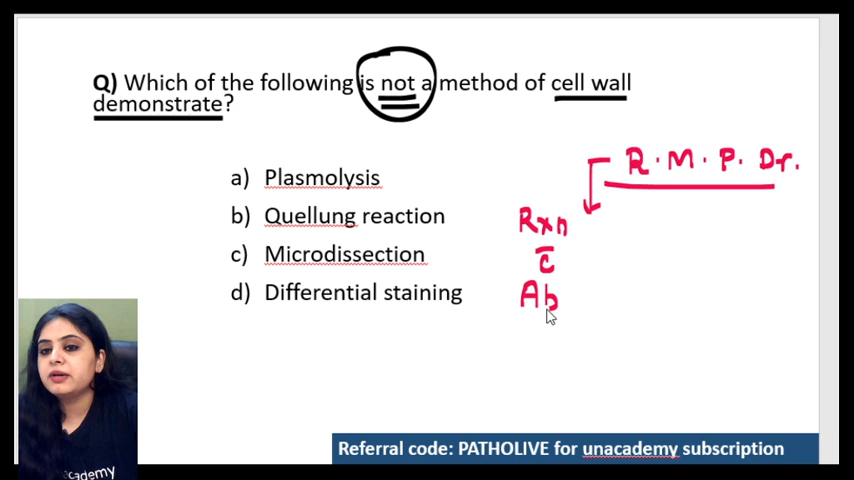 Q) Which of the following is not a method of cell wall
demonstrate?
a) Plasmolysis
b) Quellung reaction
c) Microdissection
d) Differential staining
R. M. P. Dr.
Rxn
c̅
Ab
academy
Referral code: PATHOLIVE for unacademy subscription